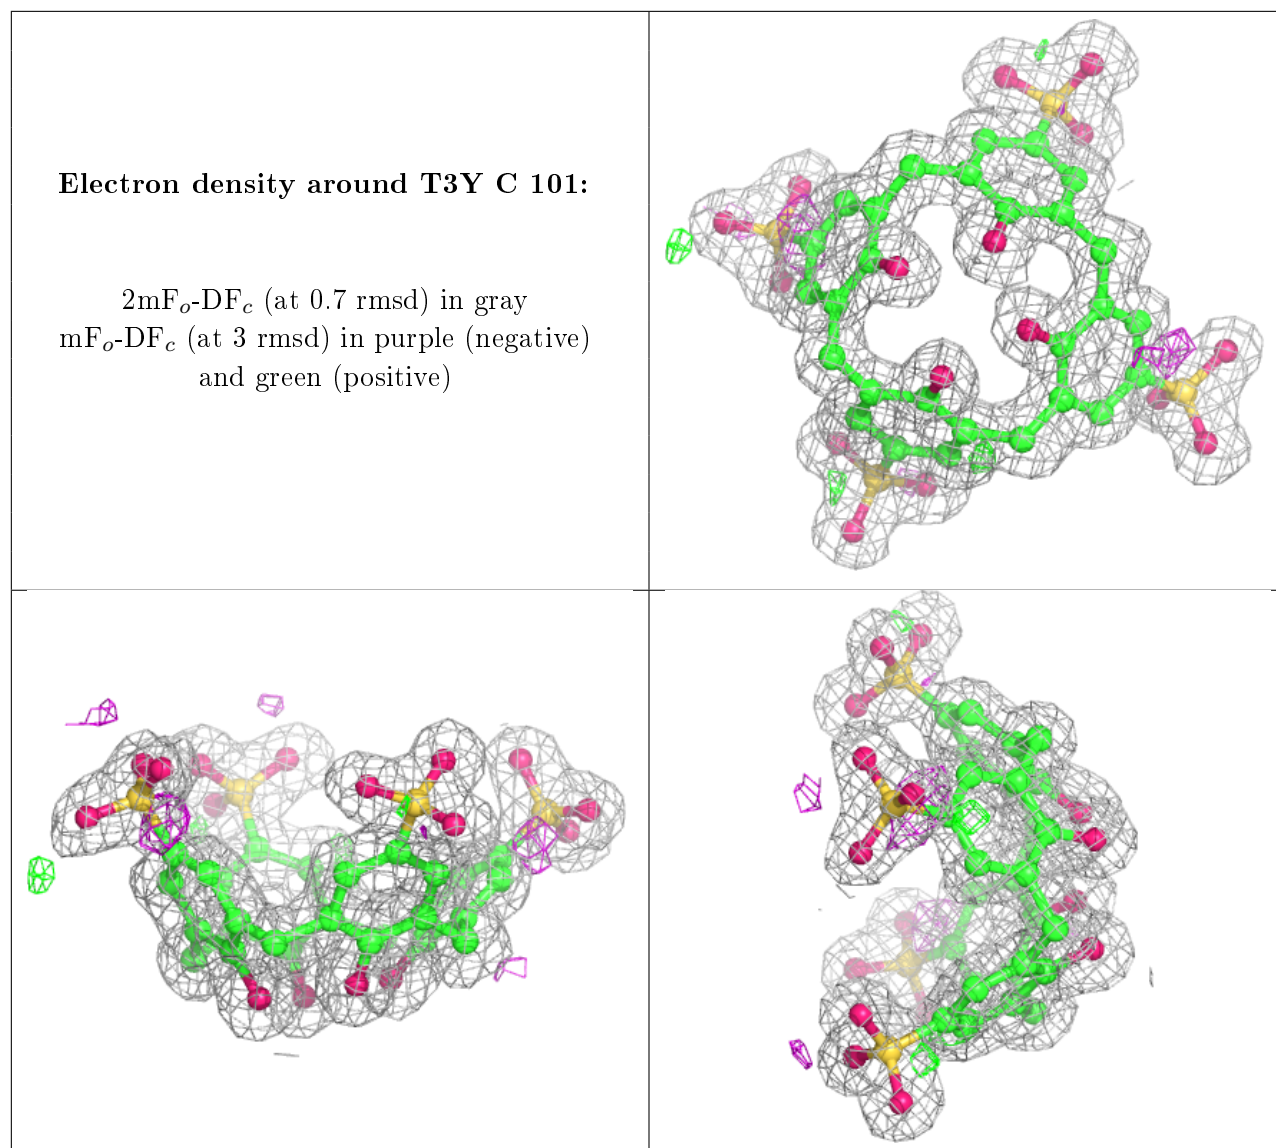 Electron density around T3Y C 101:
2mFₒ-DF𝒸 (at 0.7 rmsd) in gray
mFₒ-DF𝒸 (at 3 rmsd) in purple (negative)
and green (positive)